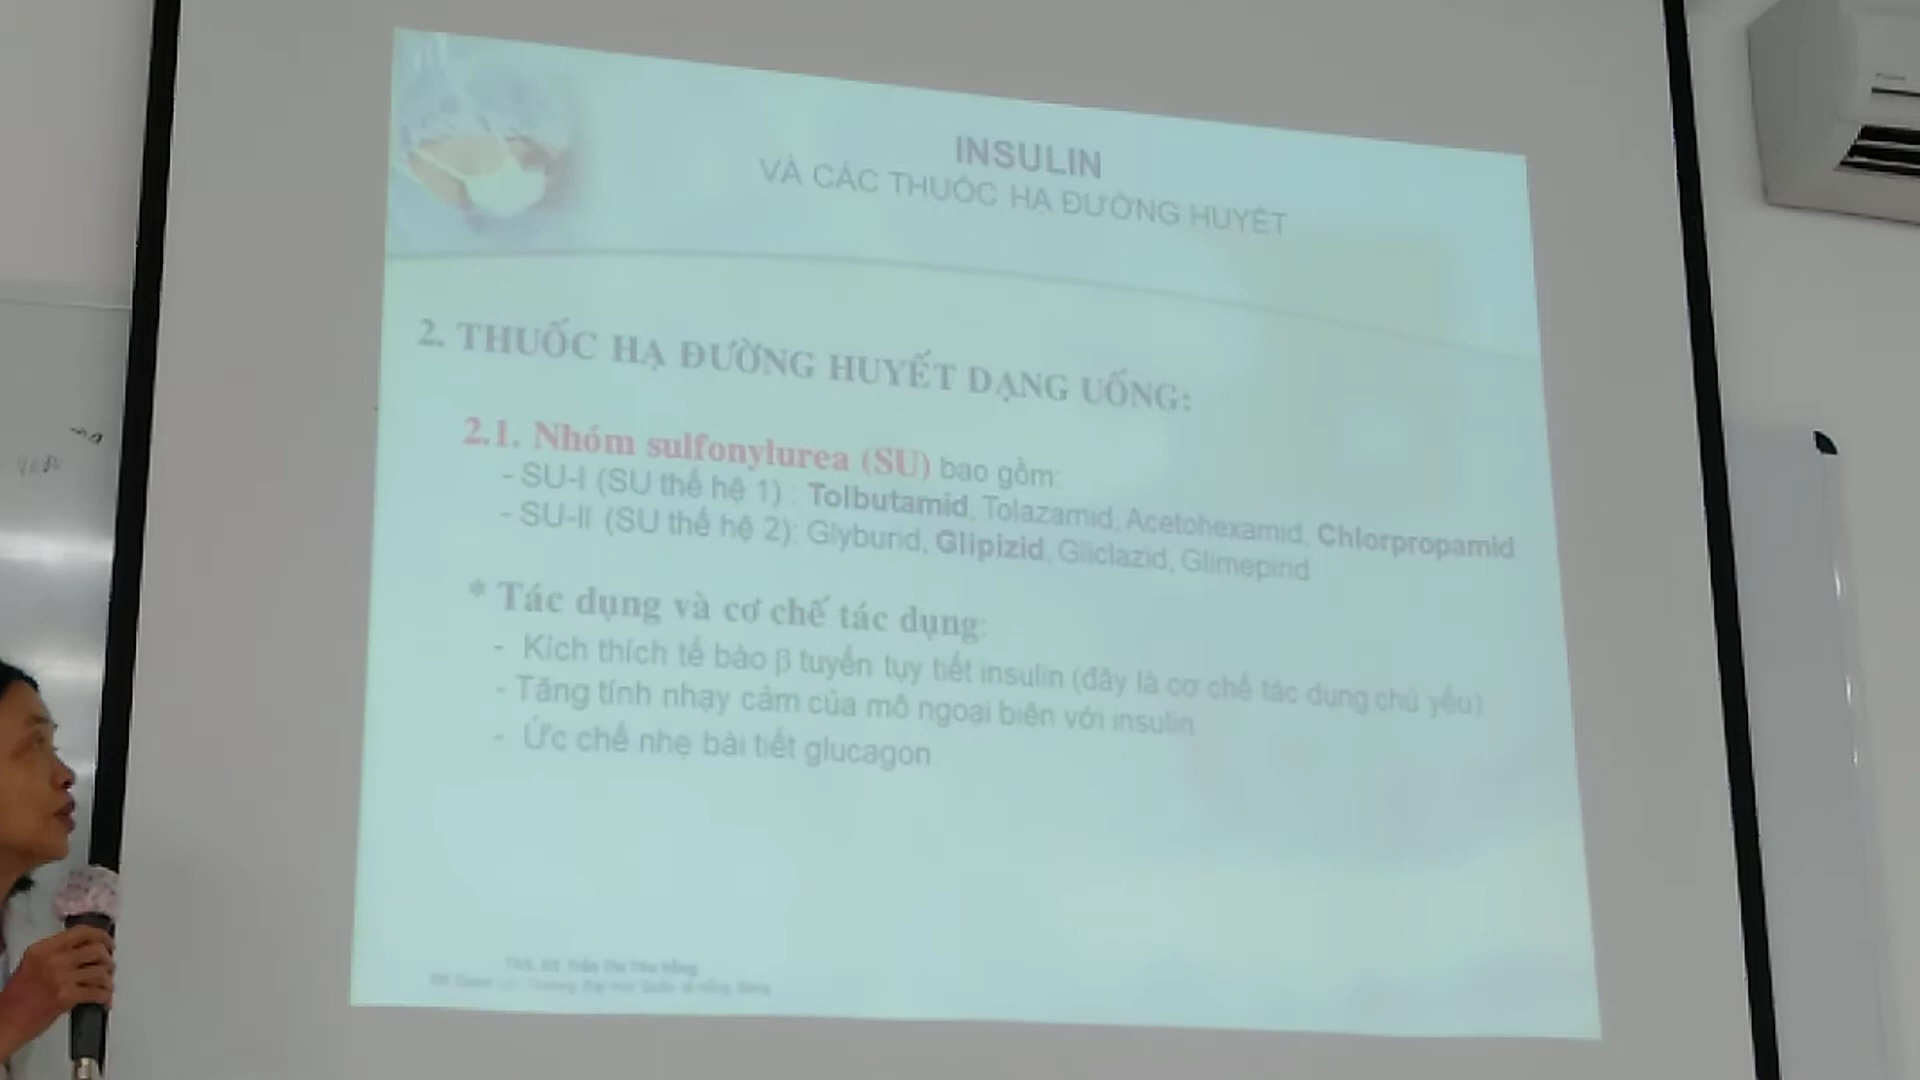 INSULIN
VÀ CÁC THUỐC HẠ ĐƯỜNG HUYẾT
2. THUỐC HẠ ĐƯỜNG HUYẾT DẠNG UỐNG:
2.1. Nhóm sulfonylurea (SU) bao gồm:
- SU-I (SU thế hệ 1) : Tolbutamid, Tolazamid, Acetohexamid, Chlorpropamid
- SU-II (SU thế hệ 2): Glybund, Glipizid, Gliclazid, Glimepirid
* Tác dụng và cơ chế tác dụng:
- Kích thích tế bào β tuyến tụy tiết insulin (đây là cơ chế tác dụng chủ yếu)
- Tăng tính nhạy cảm của mô ngoại biên với insulin
- Ức chế nhẹ bài tiết glucagon